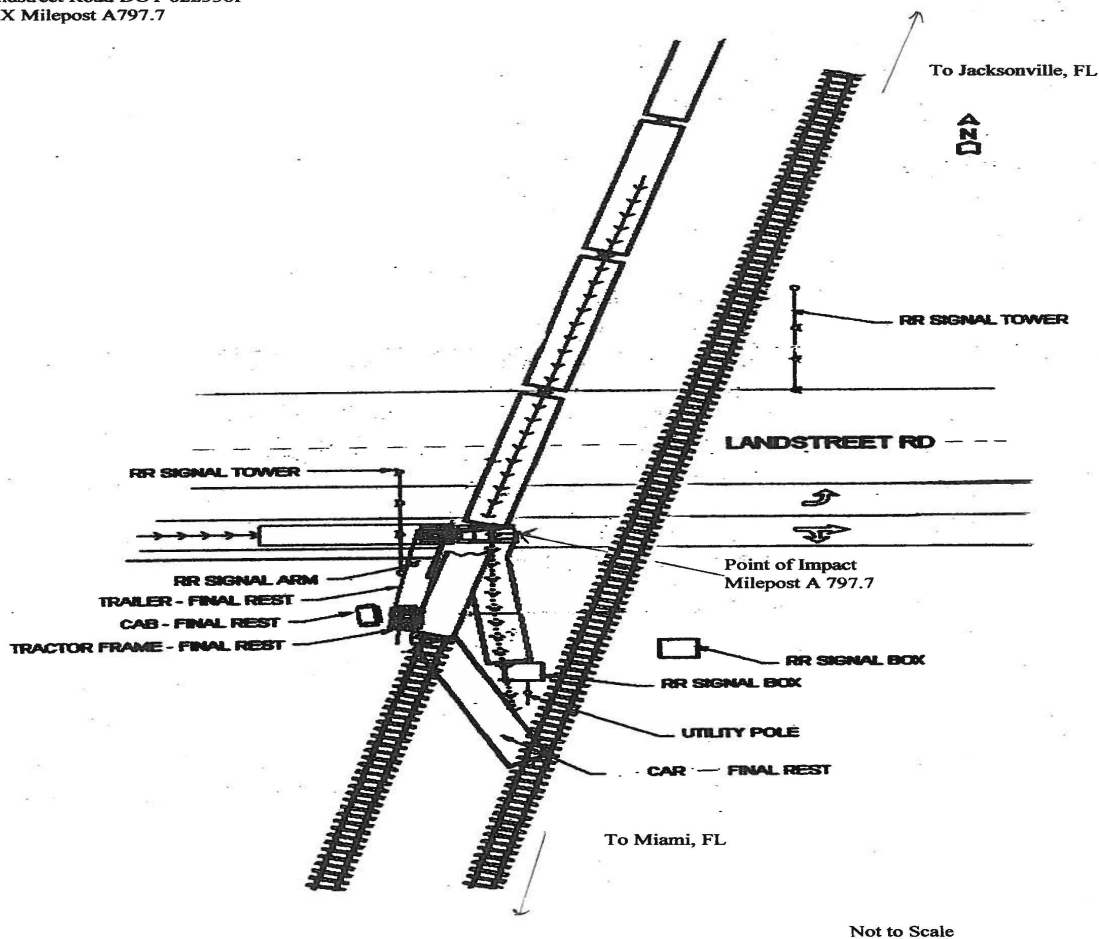 X Milepost A797.7
To Jacksonville, FL
N
RR SIGNAL TOWER
LANDSTREET RD
RR SIGNAL TOWER
Point of Impact
Milepost A 797.7
RR SIGNAL ARM
TRAILER - FINAL REST
CAB - FINAL REST
TRACTOR FRAME - FINAL REST
RR SIGNAL BOX
RR SIGNAL BOX
UTILITY POLE
CAR — FINAL REST
To Miami, FL
Not to Scale